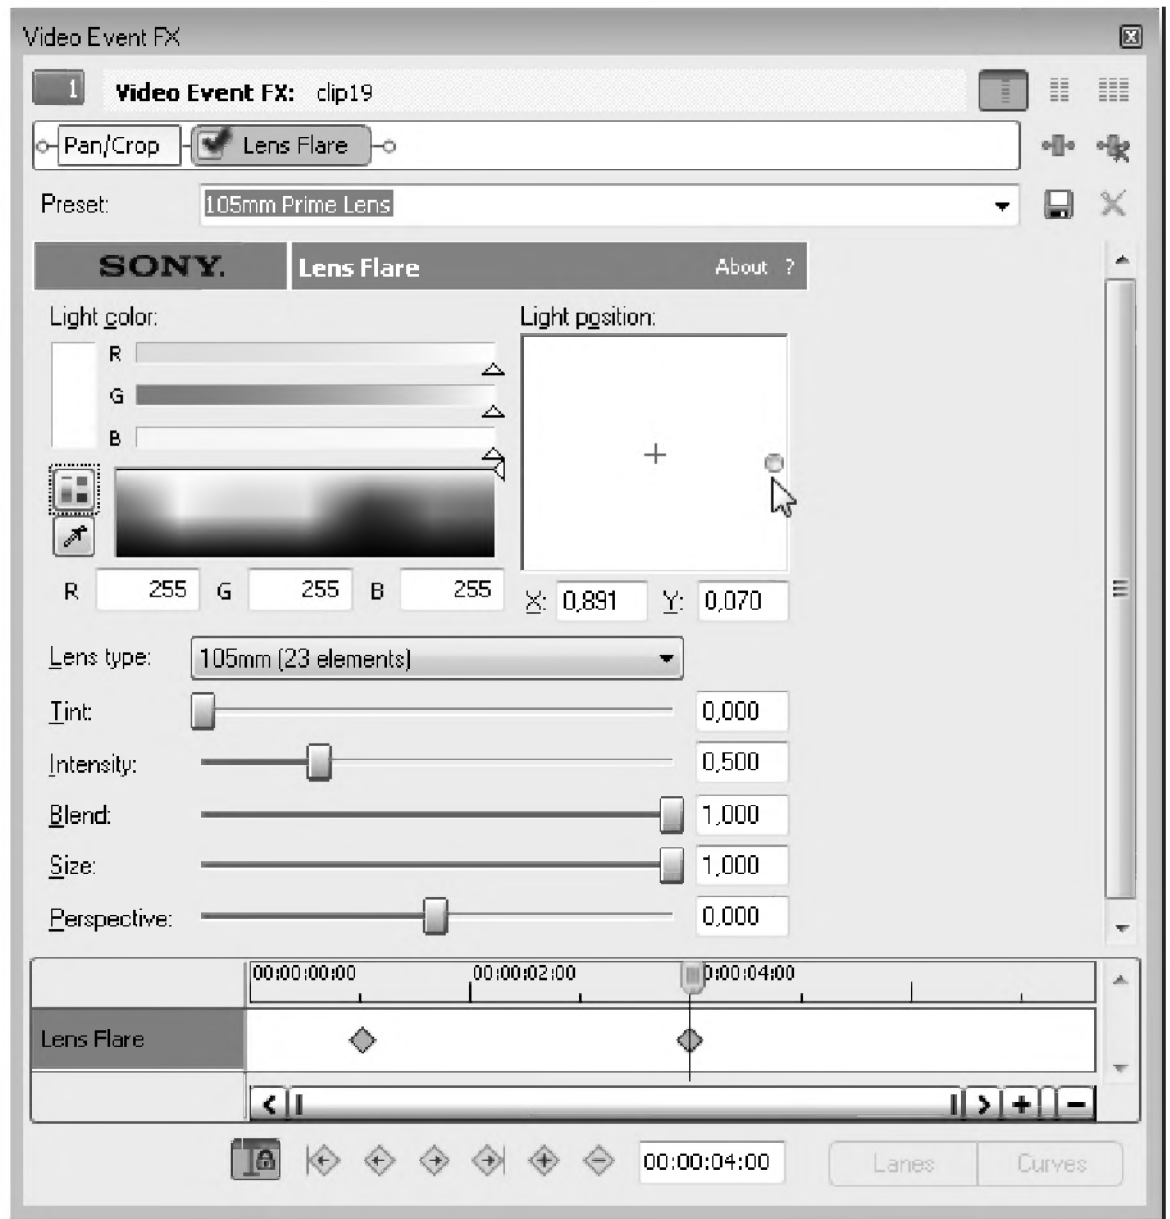 Video Event FX
1 Video Event FX: clip19
Pan/Crop Lens Flare
Preset: 105mm Prime Lens
SONY. Lens Flare About ?
Light color: Light position:
R
G
B
R 255 G 255 B 255 X: 0,891 Y: 0,070
Lens type: 105mm (23 elements)
Tint: 0,000
Intensity: 0,500
Blend: 1,000
Size: 1,000
Perspective: 0,000
00:00:00:00 00:00:02:00 0:00:04:00
Lens Flare
00:00:04:00 Lanes Curves